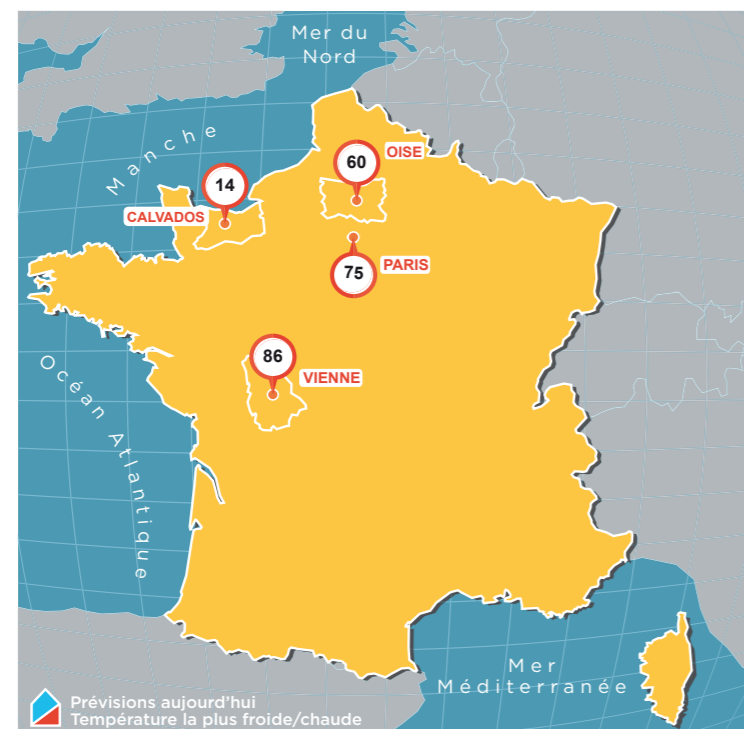 Mer du
Nord
Manche
60
OISE
14
CALVADOS
75
PARIS
86
VIENNE
Océan Atlantique
Mer
Méditerranée
Prévisions aujourd'hui
Température la plus froide/chaude